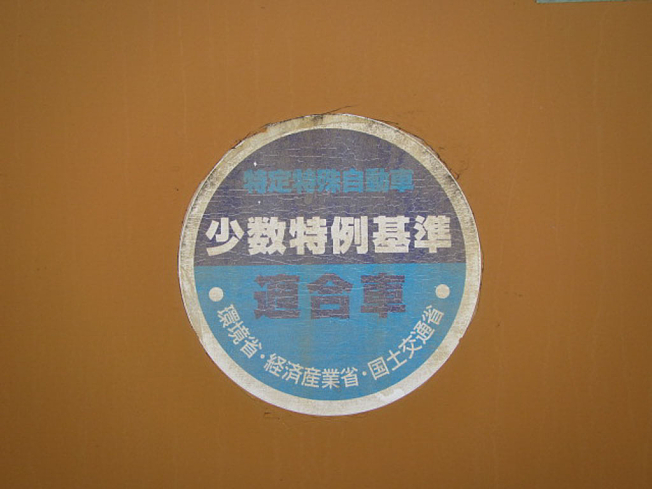 特定特殊自動車
少数特例基準
適合車
環境省・経済産業省・国土交通省